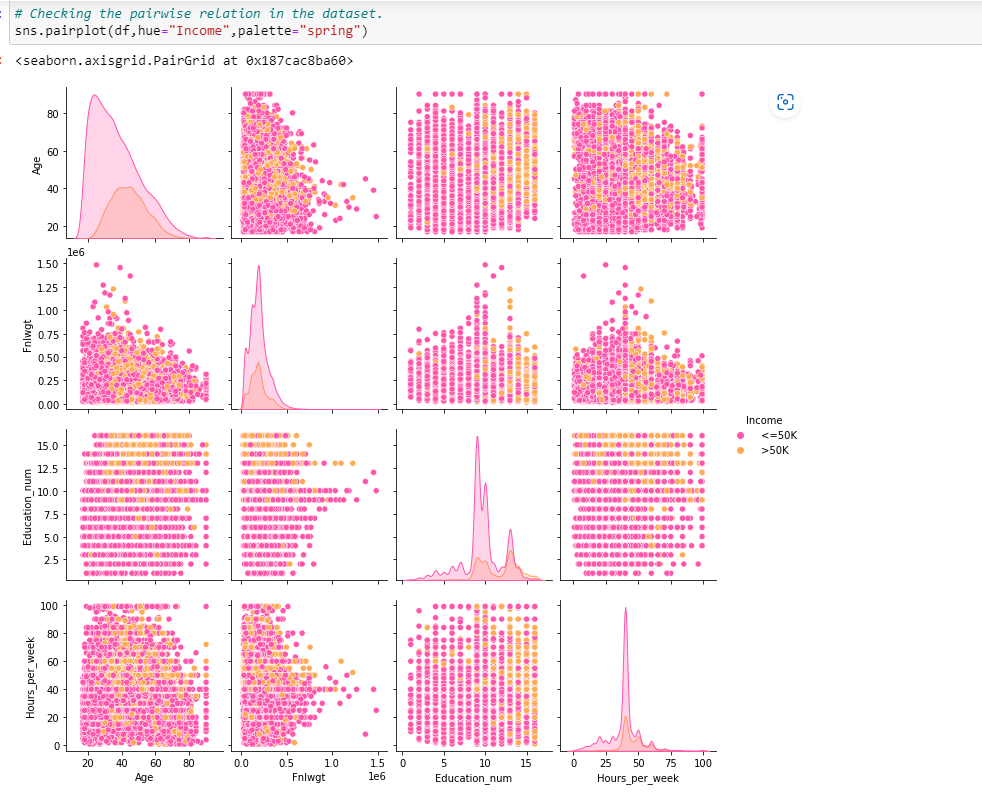 # Checking the pairwise relation in the dataset.
sns.pairplot(df,hue="Income",palette="spring")
<seaborn.axisgrid.PairGrid at 0x187cac8ba60>
80
60
40
20
Age
1e6
1.50
1.25
1.00
0.75
0.50
0.25
0.00
Fnlwgt
15.0
12.5
10.0
7.5
5.0
2.5
Education_num
Income
<=50K
>50K
100
80
60
40
20
0
Hours_per_week
20 40 60 80
0.0 0.5 1.0 1.5
0 5 10 15
0 25 50 75 100
1e6
Age
Fnlwgt
Education_num
Hours_per_week